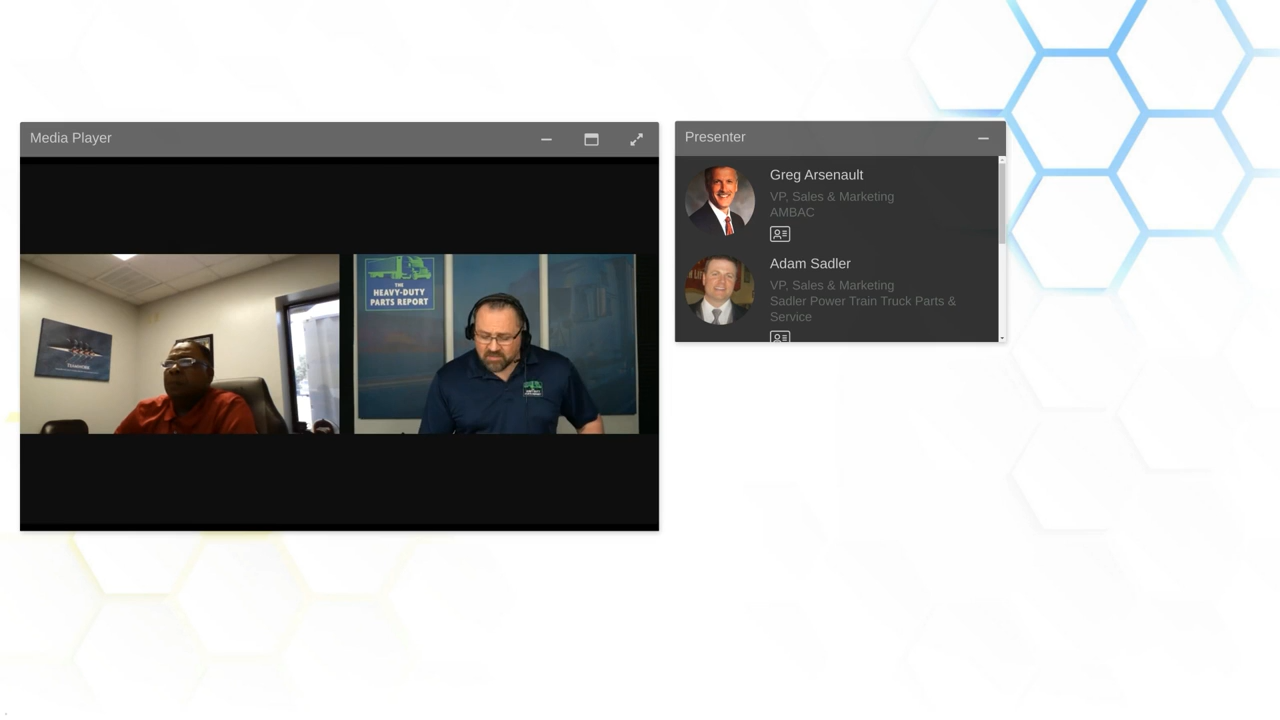 Media Player
Presenter
Greg Arsenault
VP, Sales & Marketing
AMBAC
Adam Sadler
VP, Sales & Marketing
Sadler Power Train Truck Parts &
Service
THE
HEAVY-DUTY
PARTS REPORT
TEAMWORK